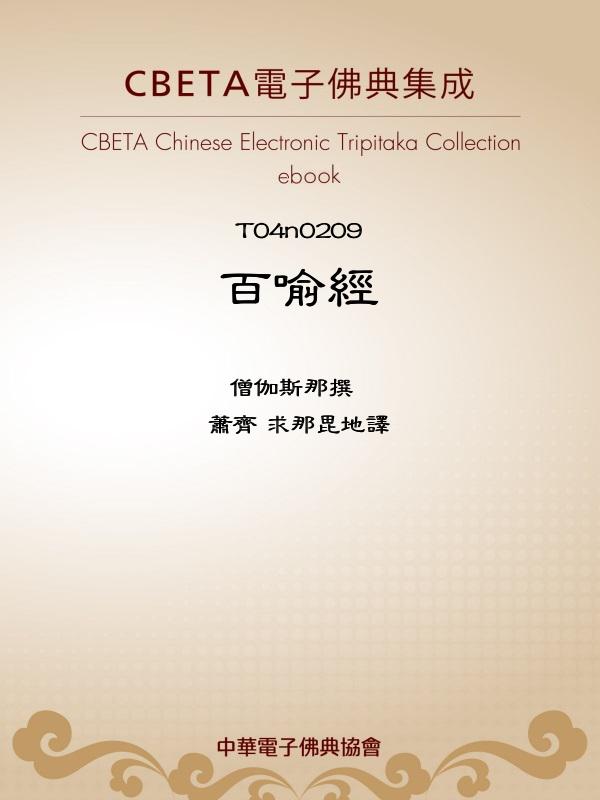 CBETA電子佛典集成
CBETA Chinese Electronic Tripitaka Collection
ebook
T04n0209
百喻經
僧伽斯那撰
蕭齊 求那毘地譯
中華電子佛典協會